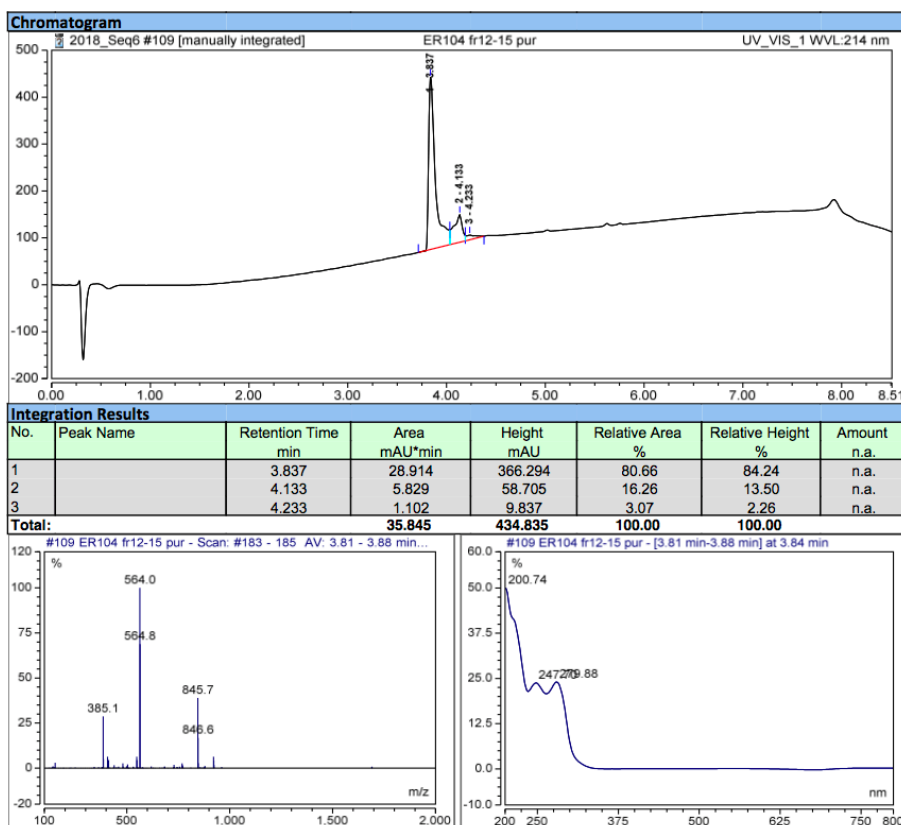 Chromatogram
2018_Seq6 #109 [manually integrated] ER104 fr12-15 pur UV_VIS_1 WVL:214 nm
500
400
300
200
100
0
-100
-200
3.837
2 - 4.133
3 - 4.233
0.00 1.00 2.00 3.00 4.00 5.00 6.00 7.00 8.00 8.51
Integration Results
No. Peak Name Retention Time Area Height Relative Area Relative Height Amount
min mAU*min mAU % % n.a.
1 3.837 28.914 366.294 80.66 84.24 n.a.
2 4.133 5.829 58.705 16.26 13.50 n.a.
3 4.233 1.102 9.837 3.07 2.26 n.a.
Total: 35.845 434.835 100.00 100.00
#109 ER104 fr12-15 pur - Scan: #183 - 185 AV: 3.81 - 3.88 min...
120
%
100
75
50
25
0
-20
564.0
564.8
845.7
385.1
846.6
m/z
100 500 1.000 1.500 2.000
#109 ER104 fr12-15 pur - [3.81 min-3.88 min] at 3.84 min
60.0
%
50.0
37.5
25.0
12.5
0.0
-10.0
200.74
279.88
nm
200 250 375 500 625 750 800